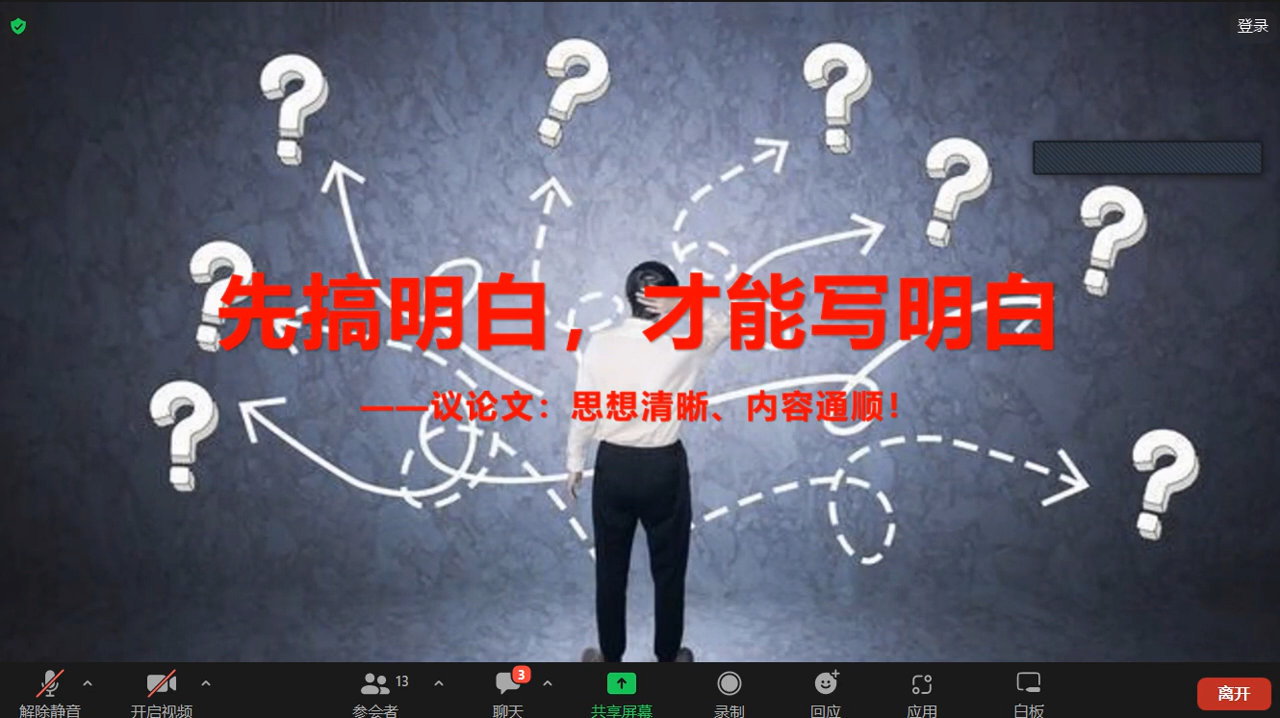 登录
先搞明白，才能写明白
——议论文：思想清晰、内容通顺！
13
3
解除静音
开启视频
参会者
聊天
共享屏幕
录制
回应
应用
白板
离开